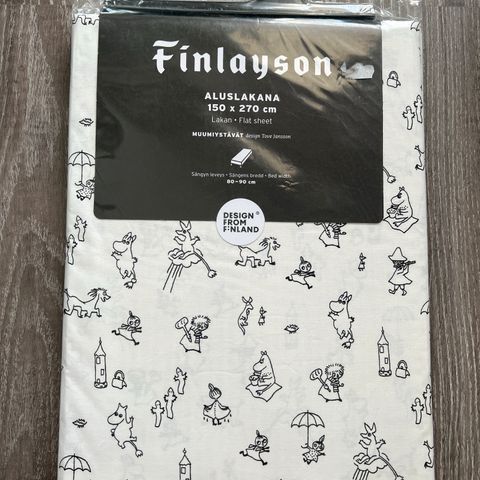 Finlayson
ALUSLAKANA
150 x 270 cm
Lakan • Flat sheet
MUUMIYSTÄVÄT design Tove Jansson
Sängyn leveys • Sängens bredd • Bed width
80–90 cm
DESIGN ®
FROM
FINLAND